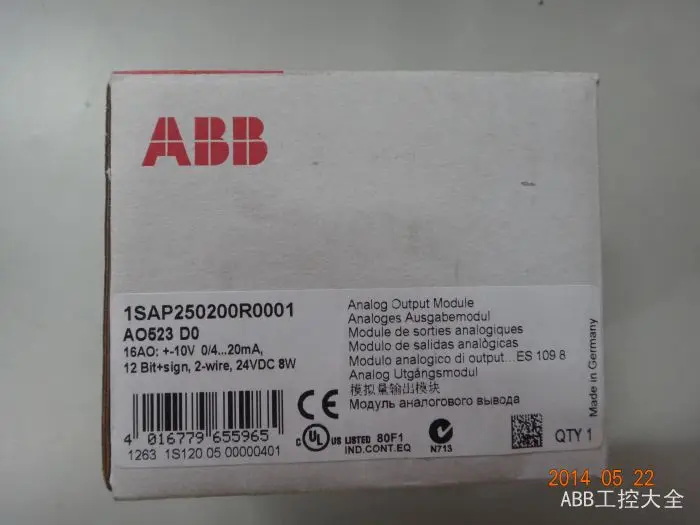 ABB
1SAP250200R0001
AO523 D0
16AO: +-10V 0/4...20mA,
12 Bit+sign, 2-wire, 24VDC 8W
4 016779 655965
1263 1S120 05 00000401
Analog Output Module
Analoges Ausgabemodul
Module de sorties analogiques
Modulo de salidas analògicas
Modulo analogico di output...ES 109 8
Analog Utgångsmodul
模拟量输出模块
Модуль аналогового вывода
CE
C UL US LISTED 80F1
IND.CONT.EQ
N713
QTY 1
Made in Germany
2014 05 22
ABB工控大全